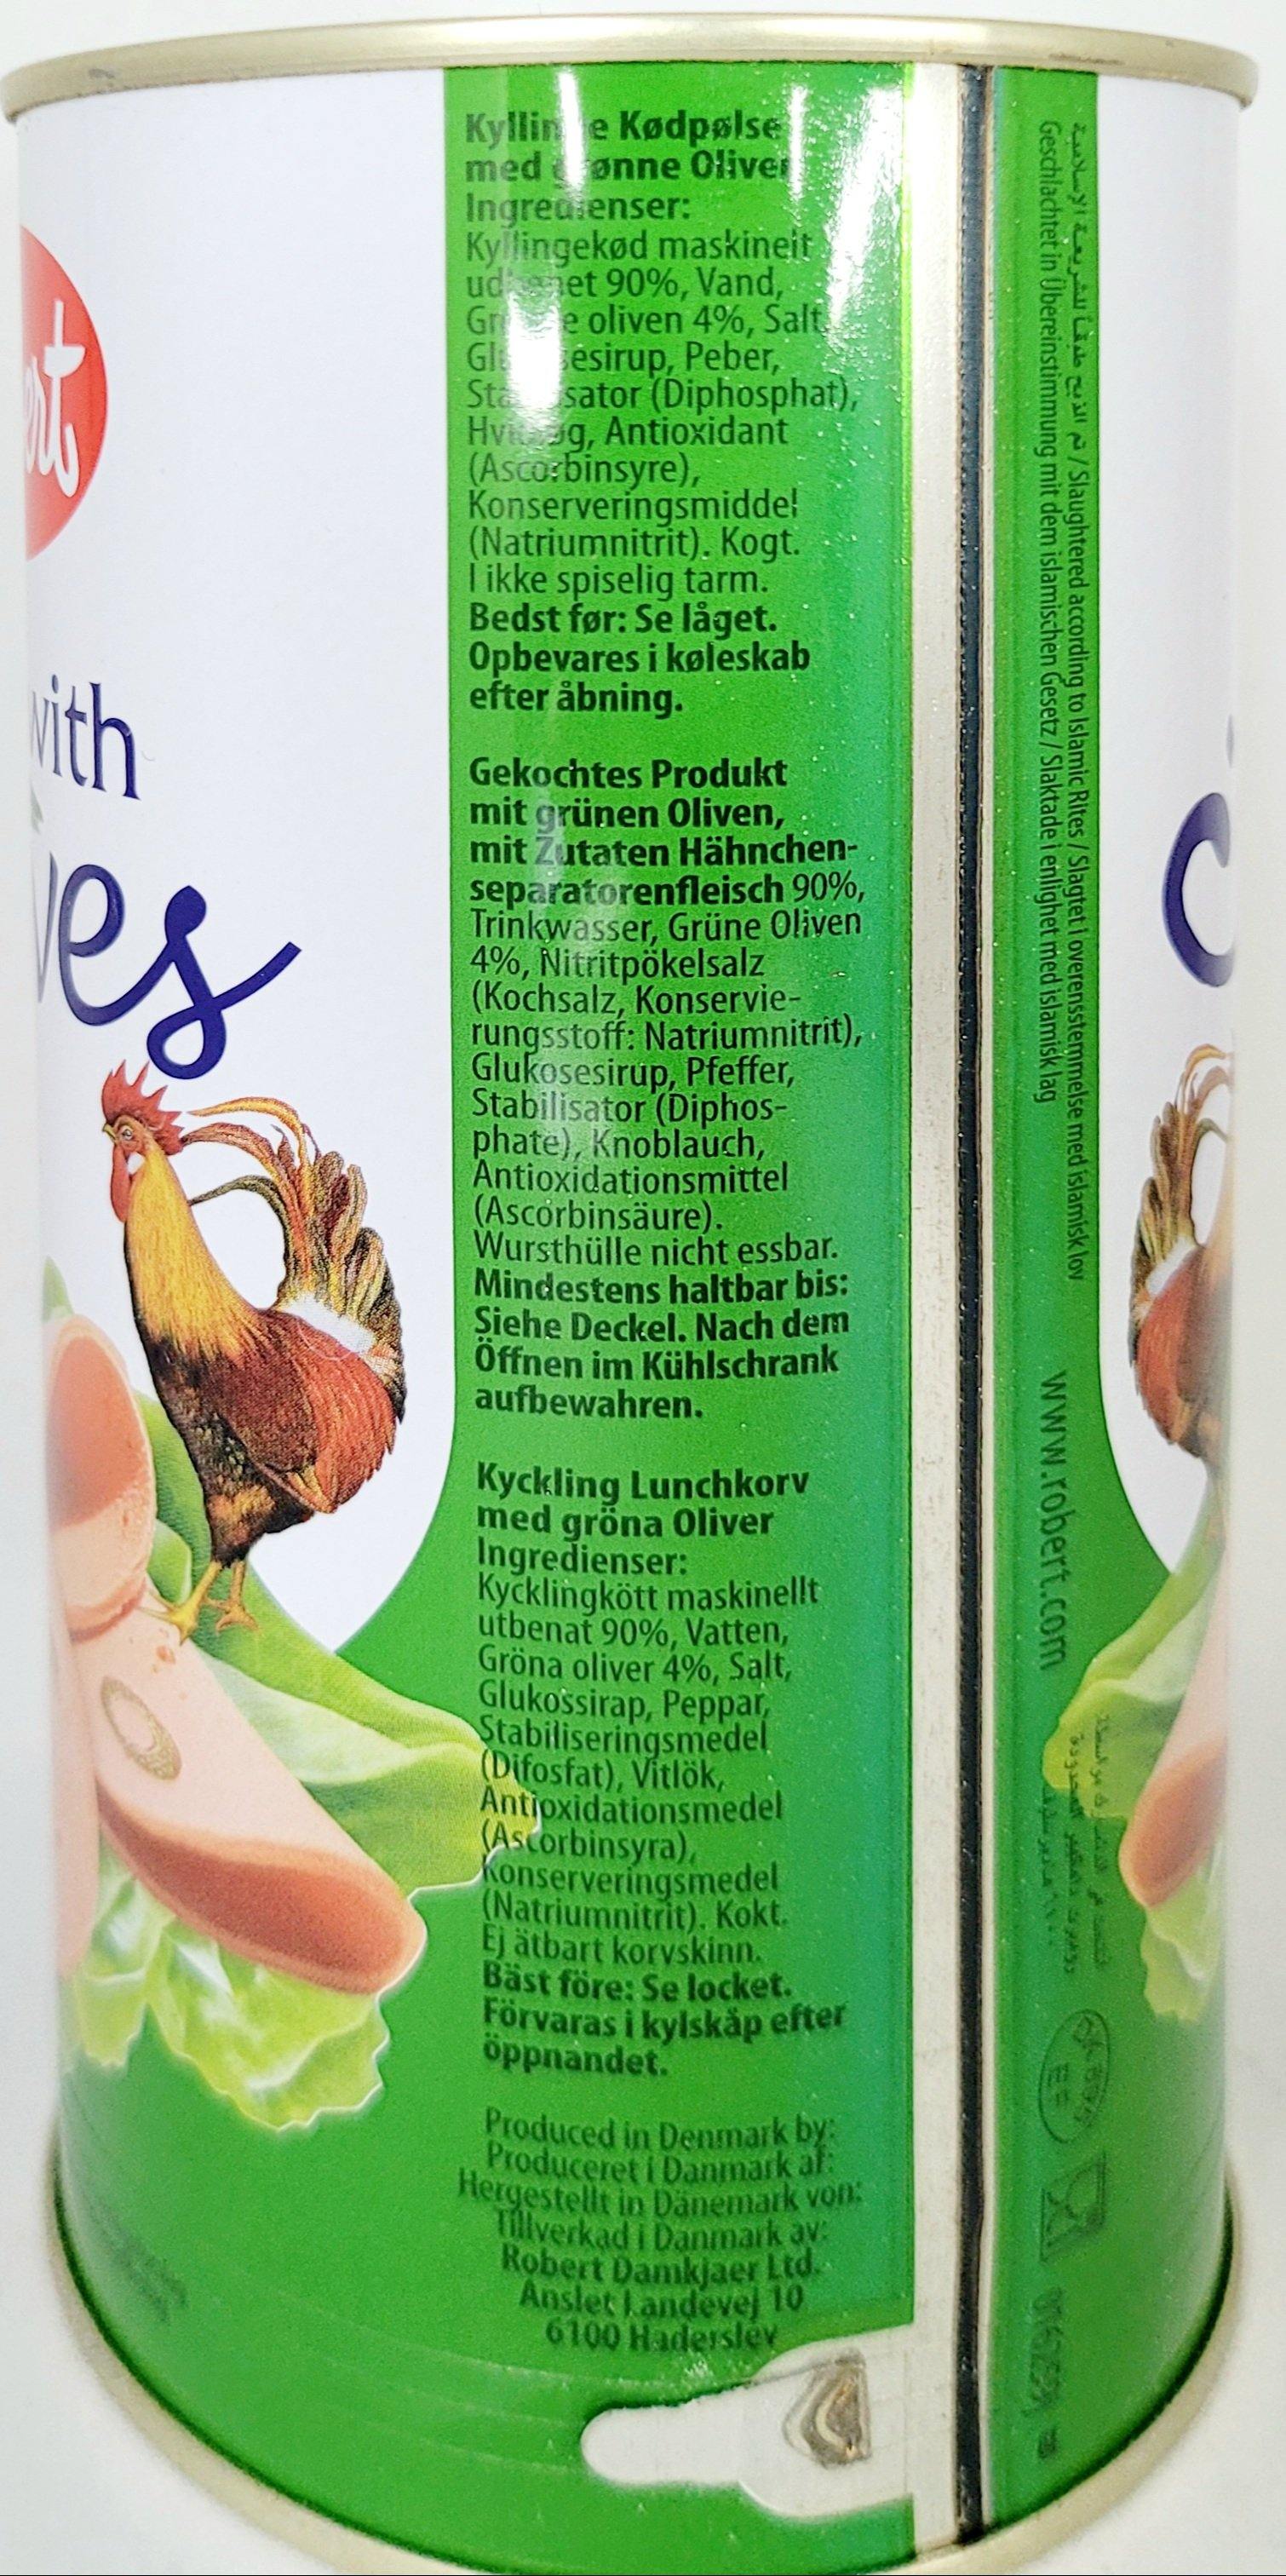 with
ves
Kødpølse
med
Ingredienser:
Kyllingekød maskinelt
90%, Vand,
oliven 4%, Salt,
Peber,
(Diphosphat),
Antioxidant
(Ascorbinsyre),
Konserveringsmiddel
(Natriumnitrit). Kogt.
I ikke spiselig tarm.
Bedst før: Se låget.
Opbevares i køleskab
efter åbning.
Gekochtes Produkt
mit grünen Oliven,
mit Zutaten Hähnchen-
separatorenfleisch 90%,
Trinkwasser, Grüne Oliven
4%, Nitritpökelsalz
(Kochsalz, Konservie-
rungsstoff: Natriumnitrit),
Glukosesirup, Pfeffer,
Stabilisator (Diphos-
phate), Knoblauch,
Antioxidationsmittel
(Ascorbinsäure).
Wursthülle nicht essbar.
Mindestens haltbar bis:
Siehe Deckel. Nach dem
Öffnen im Kühlschrank
aufbewahren.
Kyckling Lunchkorv
med gröna Oliver
Ingredienser:
Kycklingkött maskinellt
utbenat 90%, Vatten,
Gröna oliver 4%, Salt,
Glukossirap, Peppar,
Stabiliseringsmedel
(Difosfat), Vitlök,
Antioxidationsmedel
(Ascorbinsyra),
Konserveringsmedel
(Natriumnitrit). Kokt.
Ej ätbart korvskinn.
Bäst före: Se locket.
Förvaras i kylskåp efter
öppnandet.
Produced in Denmark by:
Produceret i Danmark af:
Hergestellt in Dänemark von:
Tillverkad i Danmark av:
Robert Damkjaer Ltd.
Anslet Landevej 10
6100 Haderslev
تم الذبح طبقاً للشريعة الإسلامية / Slaughtered according to Islamic Rites / Slagtet i overensstemmelse med islamisk lov
Geschlachtet in Übereinstimmung mit dem islamischen Gesetz / Slaktade i enlighet med islamisk lag
www.robert.com